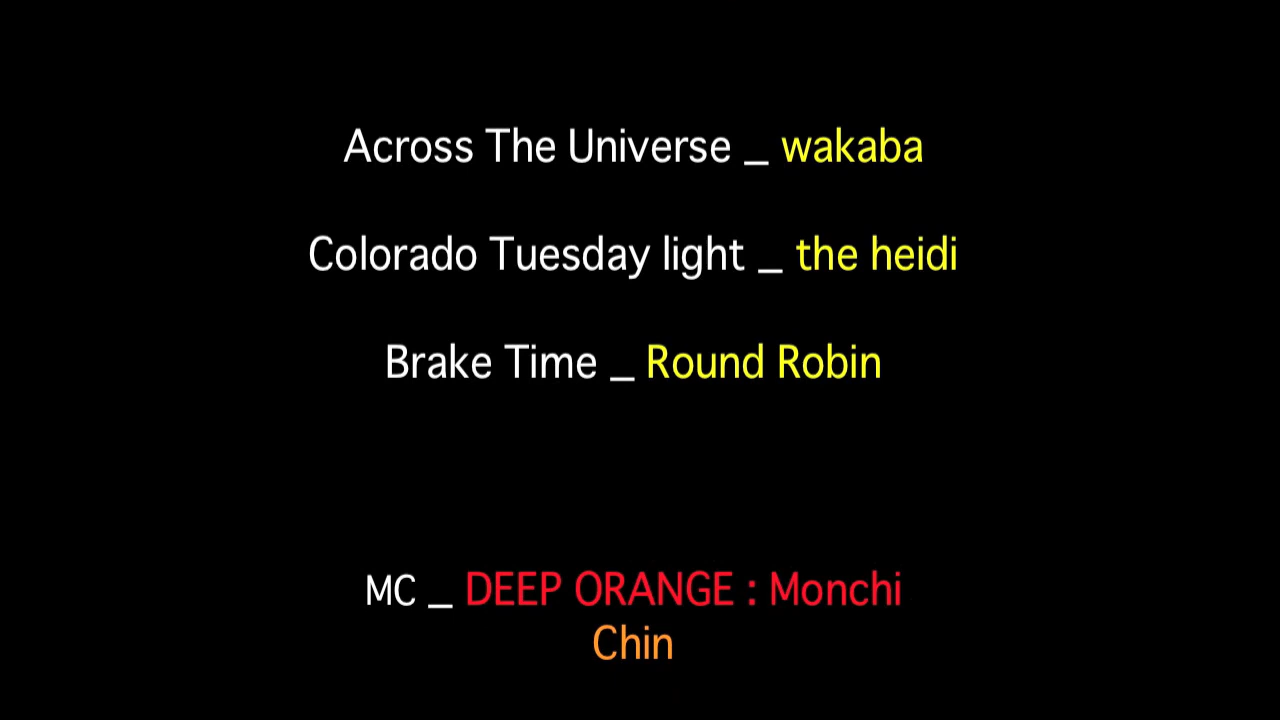 Across The Universe _ wakaba
Colorado Tuesday light _ the heidi
Brake Time _ Round Robin
MC _ DEEP ORANGE : Monchi
Chin